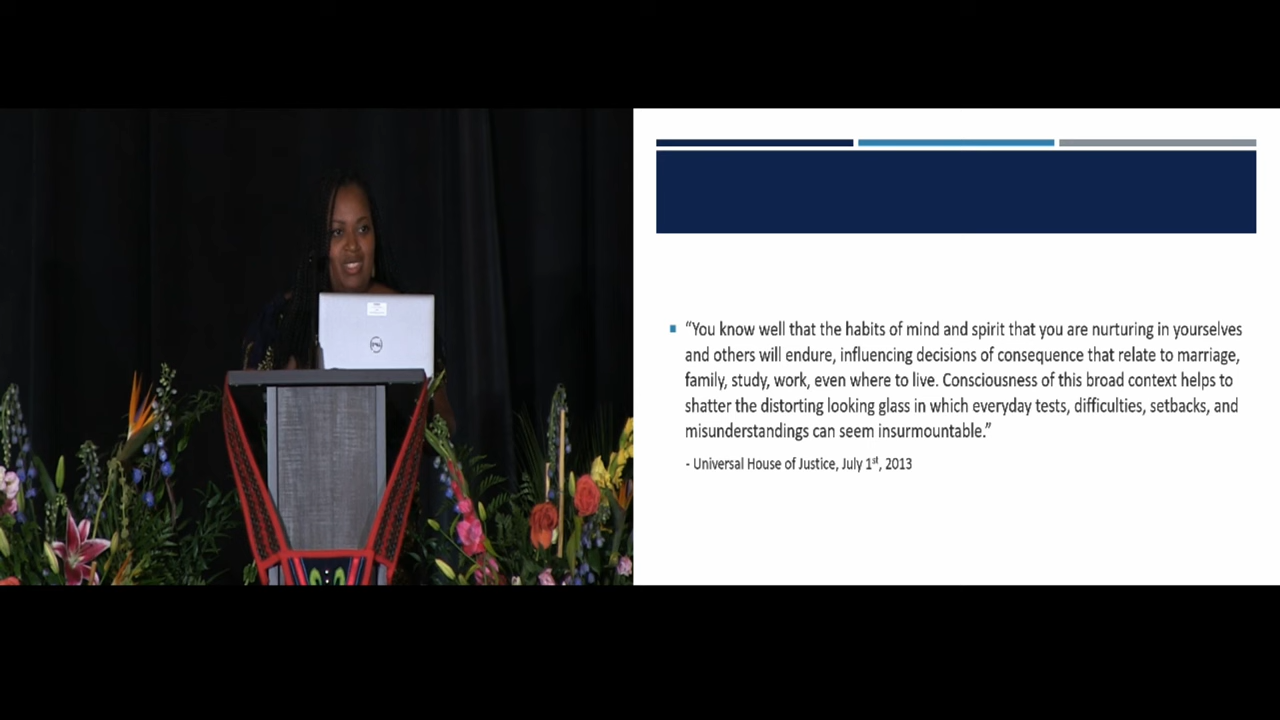 “You know well that the habits of mind and spirit that you are nurturing in yourselves
and others will endure, influencing decisions of consequence that relate to marriage,
family, study, work, even where to live. Consciousness of this broad context helps to
shatter the distorting looking glass in which everyday tests, difficulties, setbacks, and
misunderstandings can seem insurmountable.”
- Universal House of Justice, July 1st, 2013